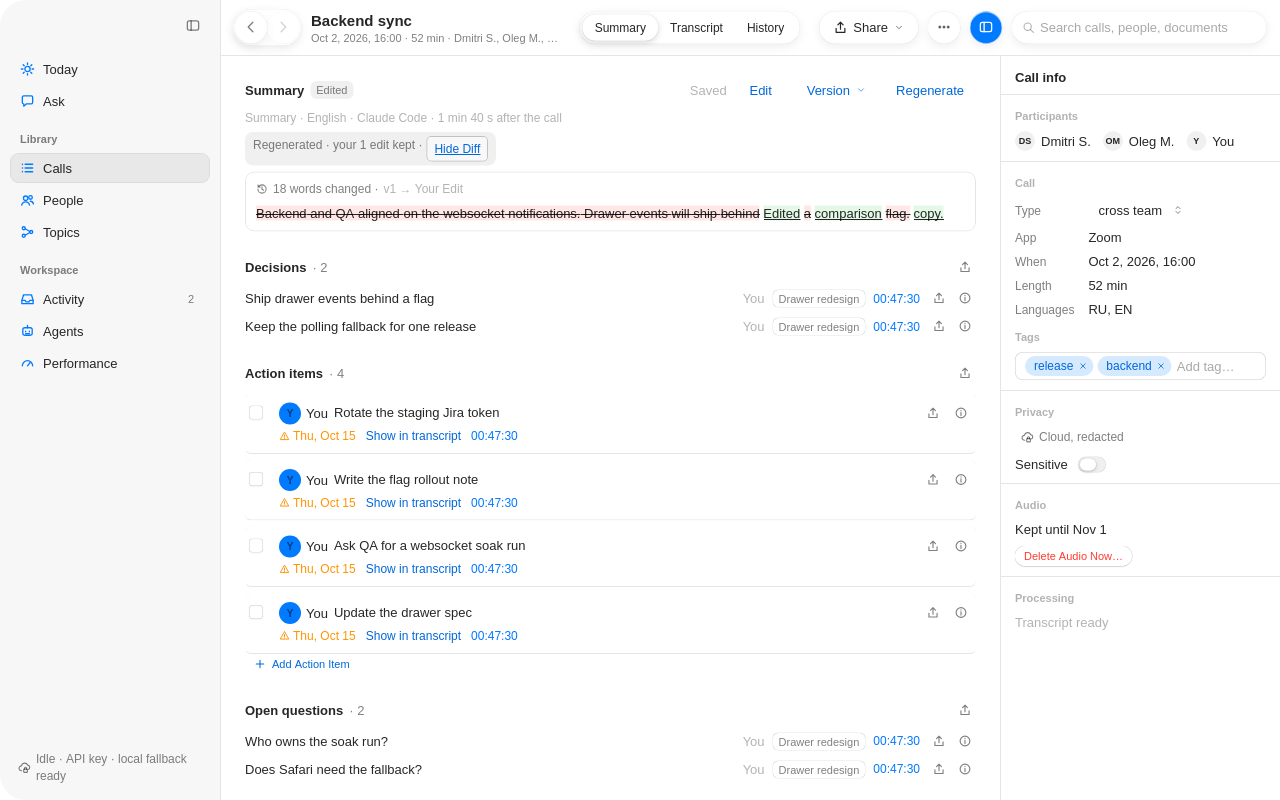 Today
Ask
Library
Calls
People
Topics
Workspace
Activity 2
Agents
Performance
Idle · API key · local fallback
ready
Backend sync
Oct 2, 2026, 16:00 · 52 min · Dmitri S., Oleg M., …
Summary Transcript History
Share
Search calls, people, documents
Summary Edited Saved Edit Version Regenerate
Summary · English · Claude Code · 1 min 40 s after the call
Regenerated · your 1 edit kept · Hide Diff
18 words changed · v1 → Your Edit
Backend and QA aligned on the websocket notifications. Drawer events will ship behind Edited a comparison flag. copy.
Decisions · 2
Ship drawer events behind a flag You Drawer redesign 00:47:30
Keep the polling fallback for one release You Drawer redesign 00:47:30
Action items · 4
Y You Rotate the staging Jira token
Thu, Oct 15 Show in transcript 00:47:30
Y You Write the flag rollout note
Thu, Oct 15 Show in transcript 00:47:30
Y You Ask QA for a websocket soak run
Thu, Oct 15 Show in transcript 00:47:30
Y You Update the drawer spec
Thu, Oct 15 Show in transcript 00:47:30
Add Action Item
Open questions · 2
Who owns the soak run? You Drawer redesign 00:47:30
Does Safari need the fallback? You Drawer redesign 00:47:30
Call info
Participants
DS Dmitri S. OM Oleg M. Y You
Call
Type cross team
App Zoom
When Oct 2, 2026, 16:00
Length 52 min
Languages RU, EN
Tags
release × backend × Add tag…
Privacy
Cloud, redacted
Sensitive
Audio
Kept until Nov 1
Delete Audio Now…
Processing
Transcript ready